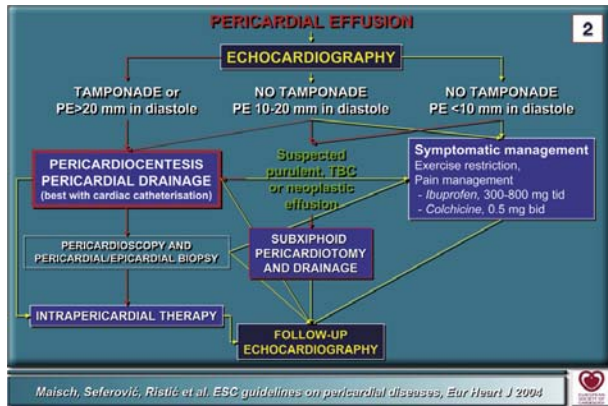 PERICARDIAL EFFUSION
2
ECHOCARDIOGRAPHY
TAMPONADE or
PE>20 mm in diastole
NO TAMPONADE
PE 10-20 mm in diastole
NO TAMPONADE
PE <10 mm in diastole
PERICARDIOCENTESIS
PERICARDIAL DRAINAGE
(best with cardiac catheterisation)
Suspected
purulent, TBC
or neoplastic
effusion
Symptomatic management
Exercise restriction,
Pain management
- Ibuprofen, 300-800 mg tid
- Colchicine, 0.5 mg bid
PERICARDIOSCOPY AND
PERICARDIAL/EPICARDIAL BIOPSY
SUBXIPHOID
PERICARDIOTOMY
AND DRAINAGE
INTRAPERICARDIAL THERAPY
FOLLOW-UP
ECHOCARDIOGRAPHY
Maisch, Seferović, Ristić et al. ESC guidelines on pericardial diseases, Eur Heart J 2004
EUROPEAN
SOCIETY OF
CARDIOLOGY